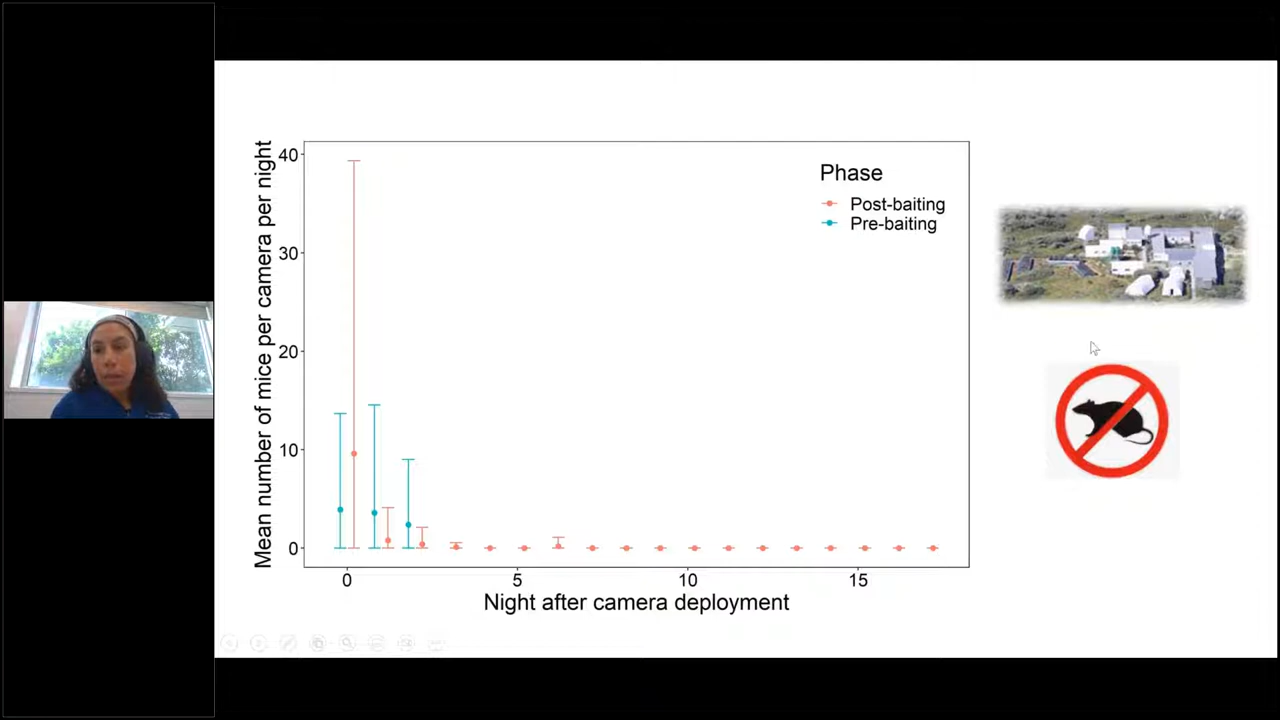 Mean number of mice per camera per night
40
30
20
10
0
Phase
Post-baiting
Pre-baiting
0
5
10
15
Night after camera deployment